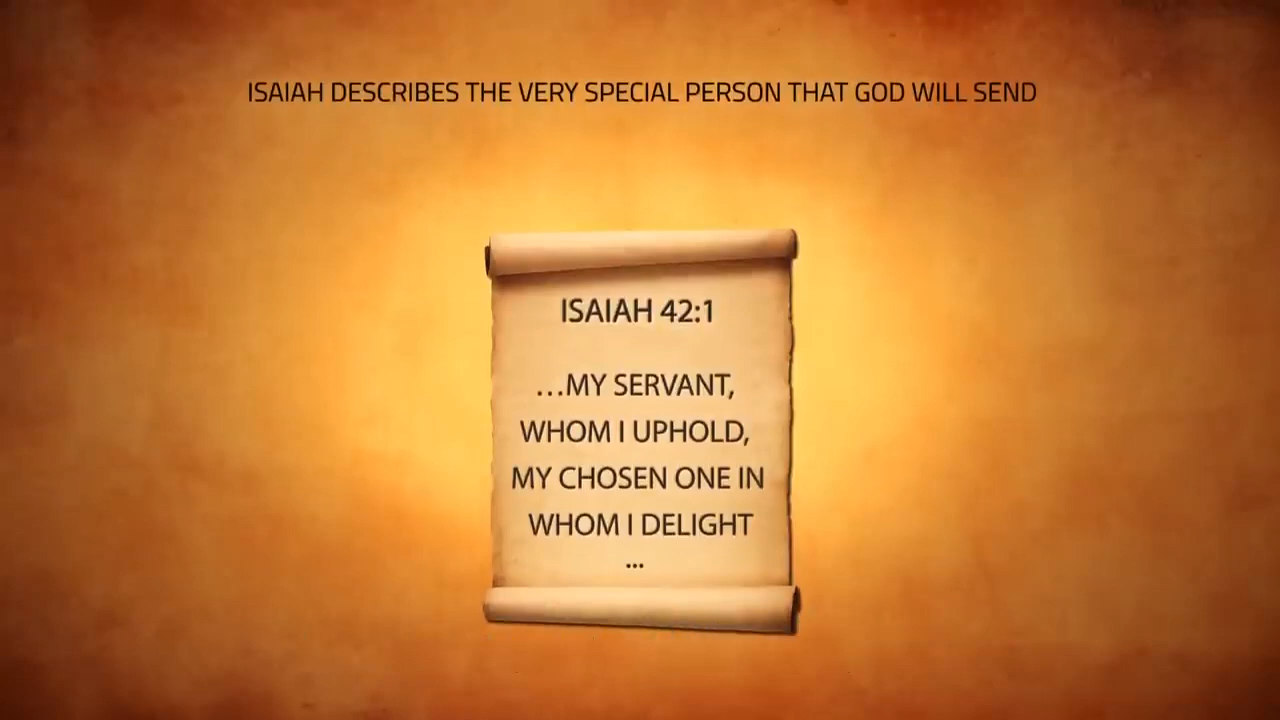 ISAIAH DESCRIBES THE VERY SPECIAL PERSON THAT GOD WILL SEND
ISAIAH 42:1
...MY SERVANT,
WHOM I UPHOLD,
MY CHOSEN ONE IN
WHOM I DELIGHT
...